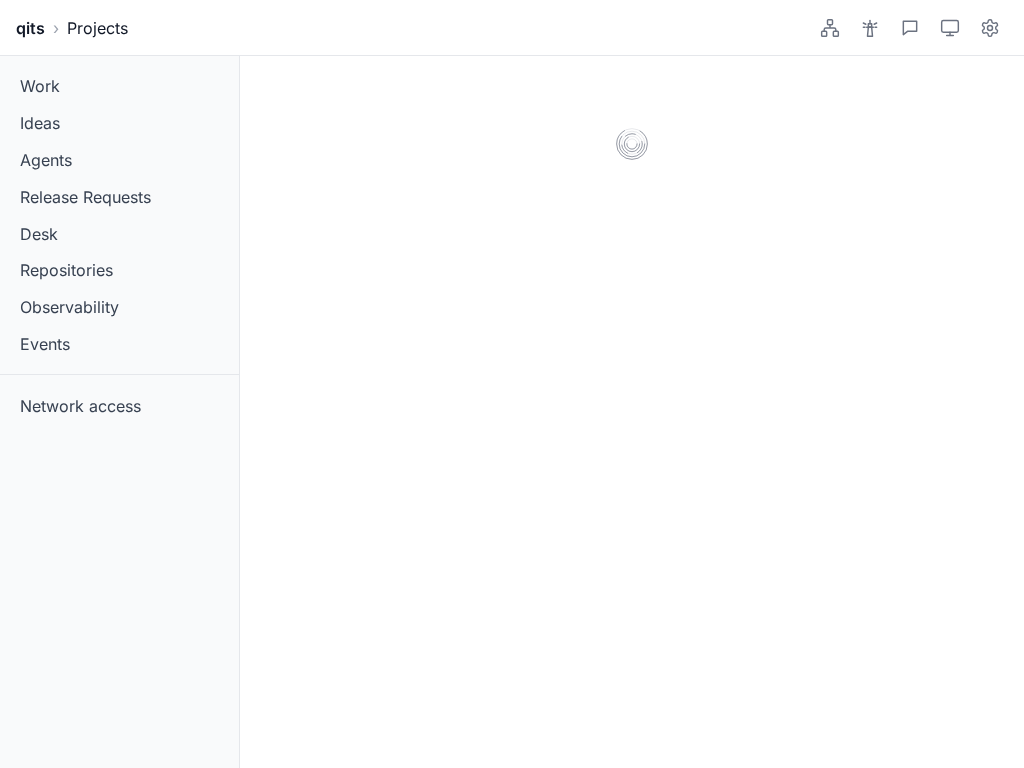 qits › Projects
Work
Ideas
Agents
Release Requests
Desk
Repositories
Observability
Events
Network access